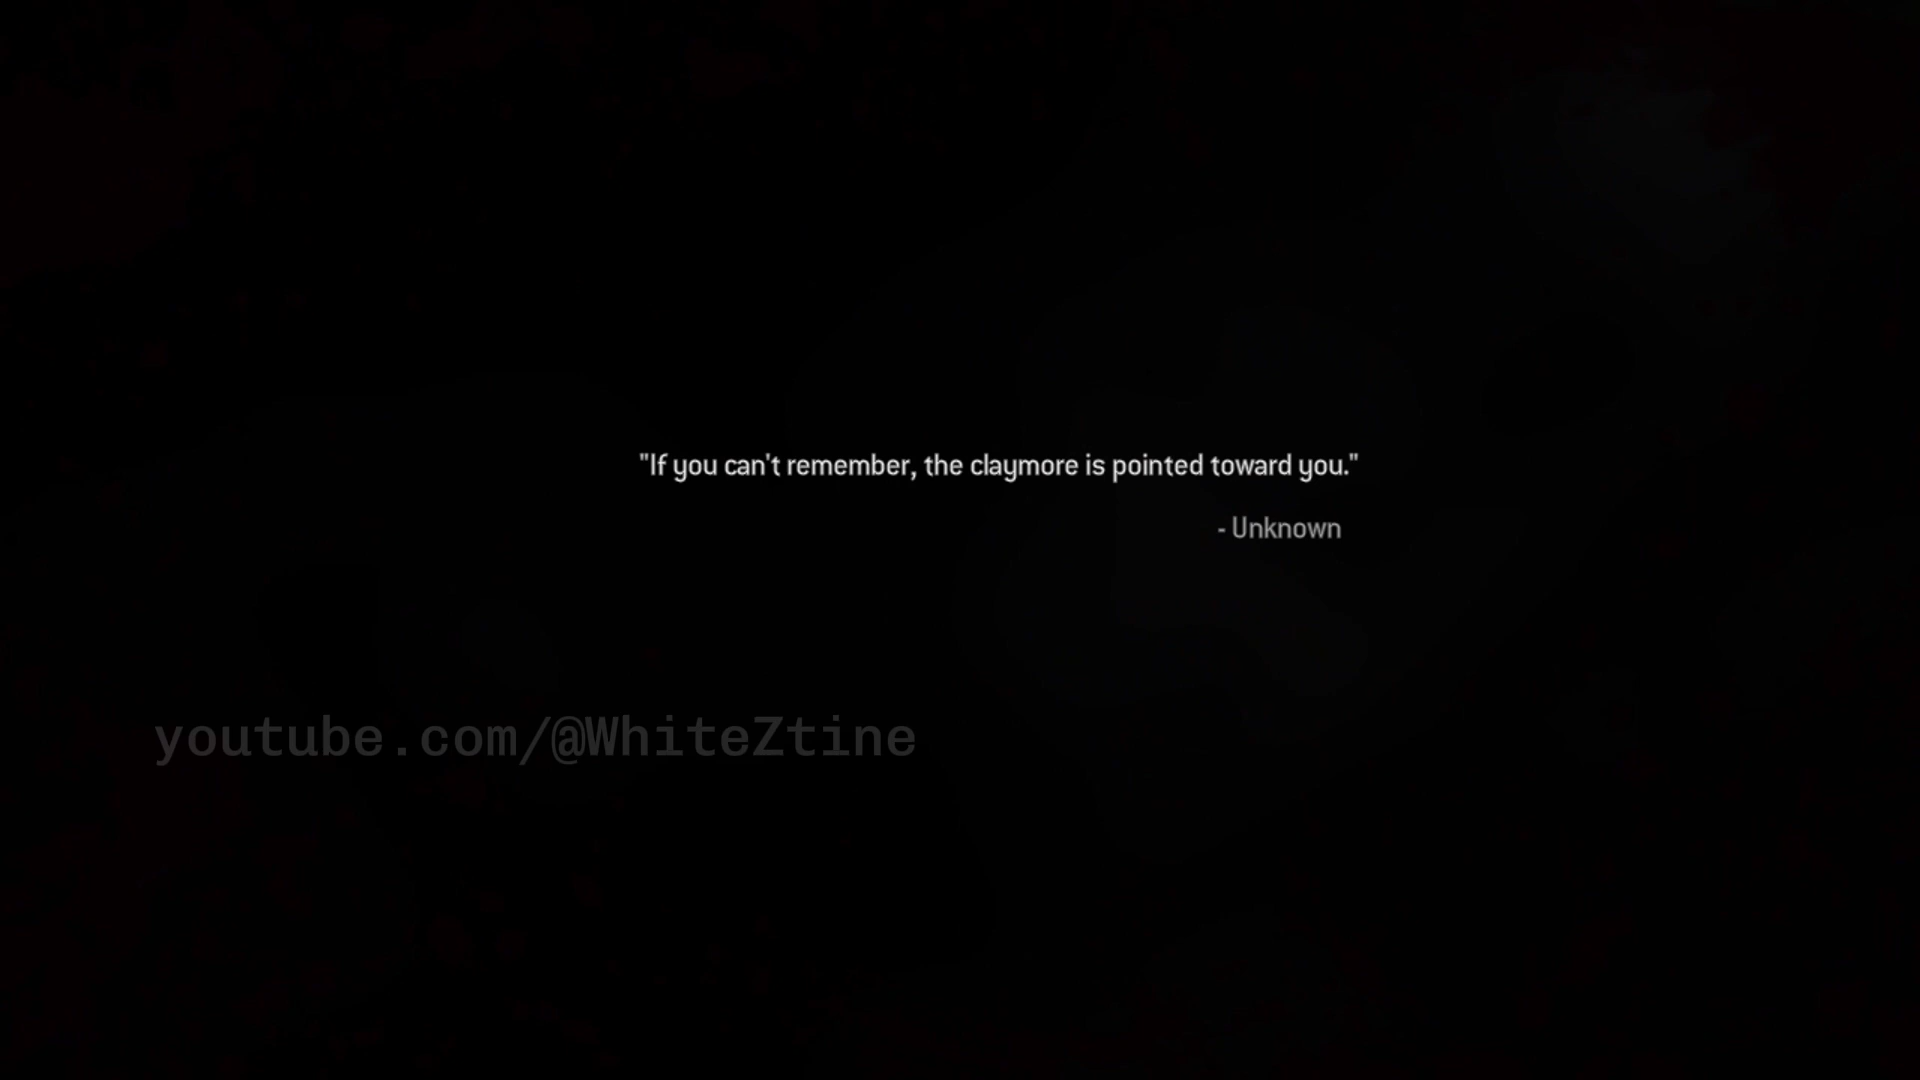 "If you can't remember, the claymore is pointed toward you."
- Unknown
youtube.com/@WhiteZtine